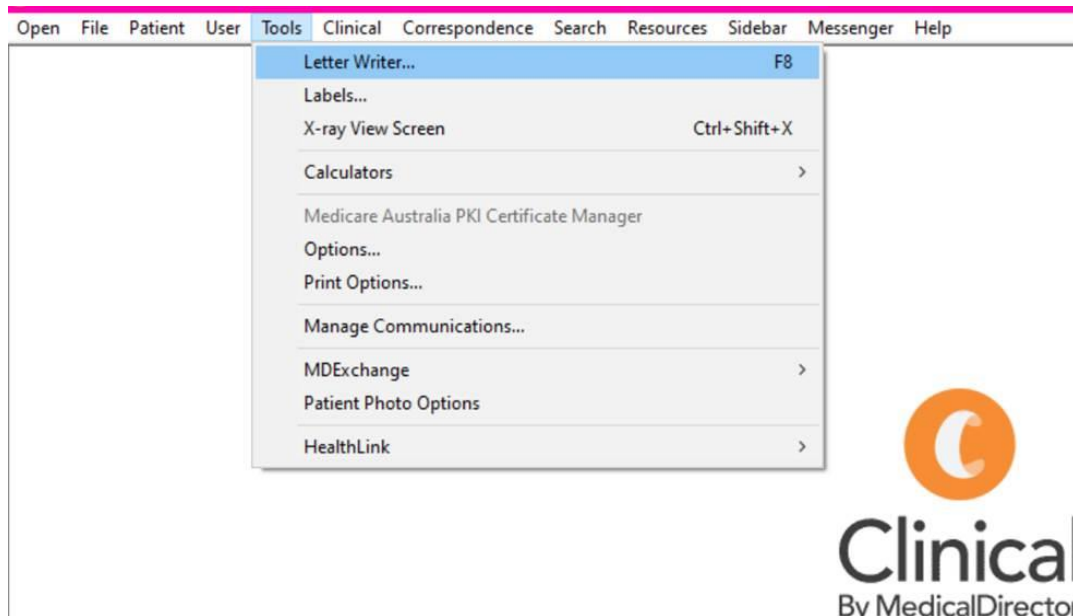 Open File Patient User Tools Clinical Correspondence Search Resources Sidebar Messenger Help
Letter Writer... F8
Labels...
X-ray View Screen Ctrl+Shift+X
Calculators
Medicare Australia PKI Certificate Manager
Options...
Print Options...
Manage Communications...
MDExchange
Patient Photo Options
HealthLink
Clinical
By MedicalDirector